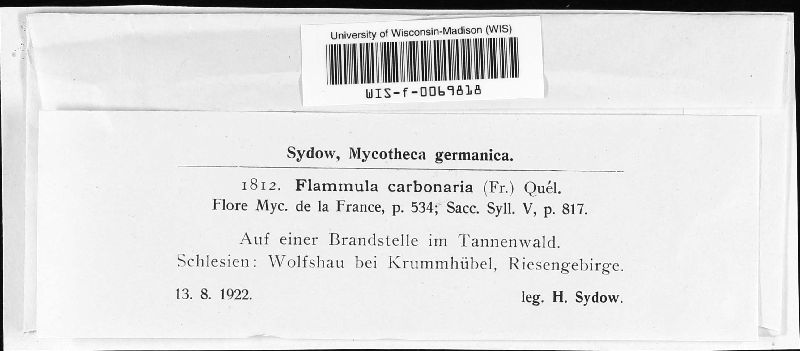 University of Wisconsin-Madison (WIS)
WIS-f-0069818
Sydow, Mycotheca germanica.
1812. Flammula carbonaria (Fr.) Quél.
Flore Myc. de la France, p. 534; Sacc. Syll. V, p. 817.
Auf einer Brandstelle im Tannenwald.
Schlesien: Wolfshau bei Krummhübel, Riesengebirge.
13. 8. 1922. leg. H. Sydow.